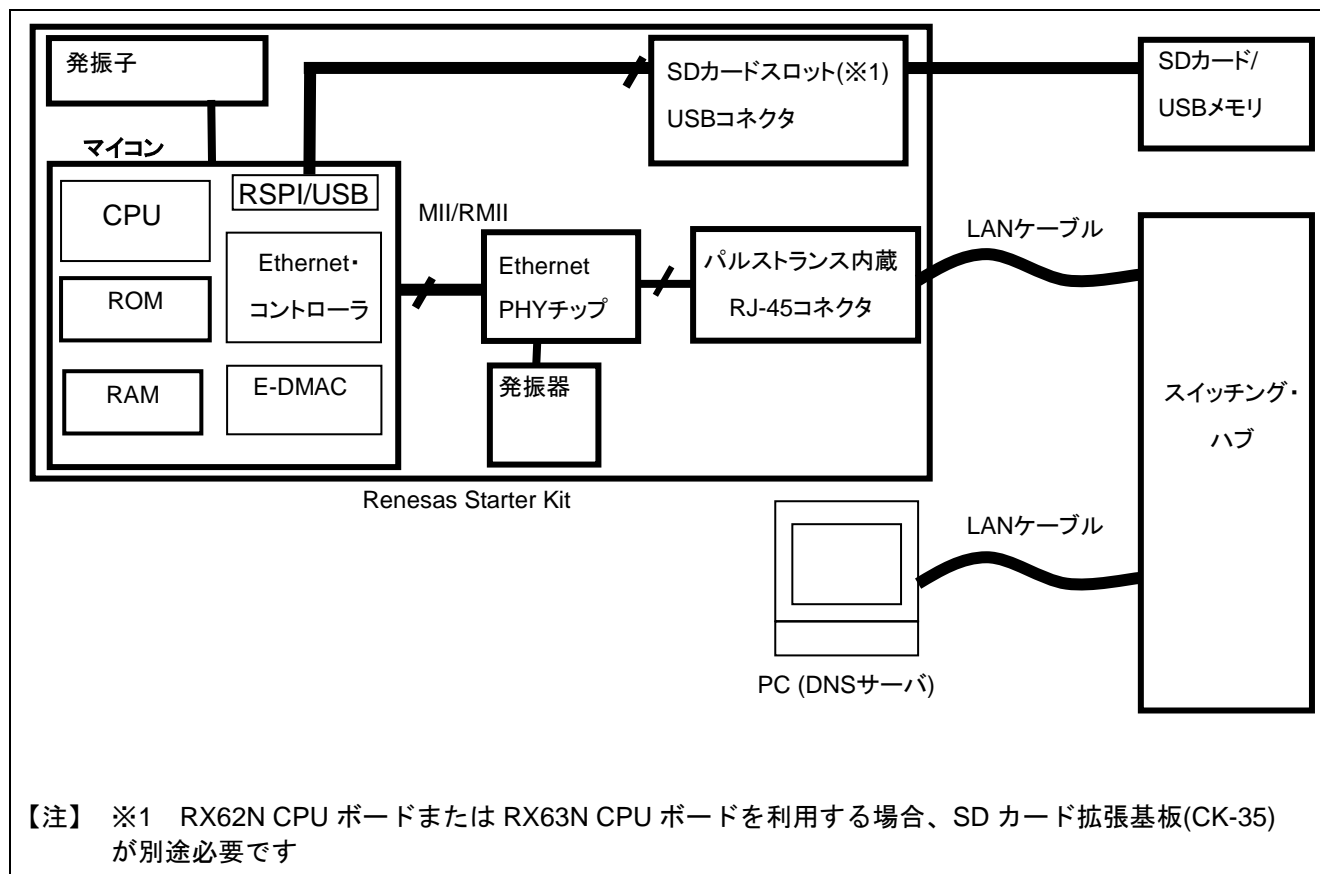 発振子
SDカードスロット(※1)
USBコネクタ
SDカード/
USBメモリ
マイコン
CPU
RSPI/USB
MII/RMII
LANケーブル
Ethernet・
コントローラ
Ethernet
PHYチップ
パルストランス内蔵
RJ-45コネクタ
ROM
RAM
E-DMAC
発振器
スイッチング・
ハブ
Renesas Starter Kit
LANケーブル
PC (DNSサーバ)
【注】 ※1 RX62N CPU ボードまたは RX63N CPU ボードを利用する場合、SD カード拡張基板(CK-35)
が別途必要です